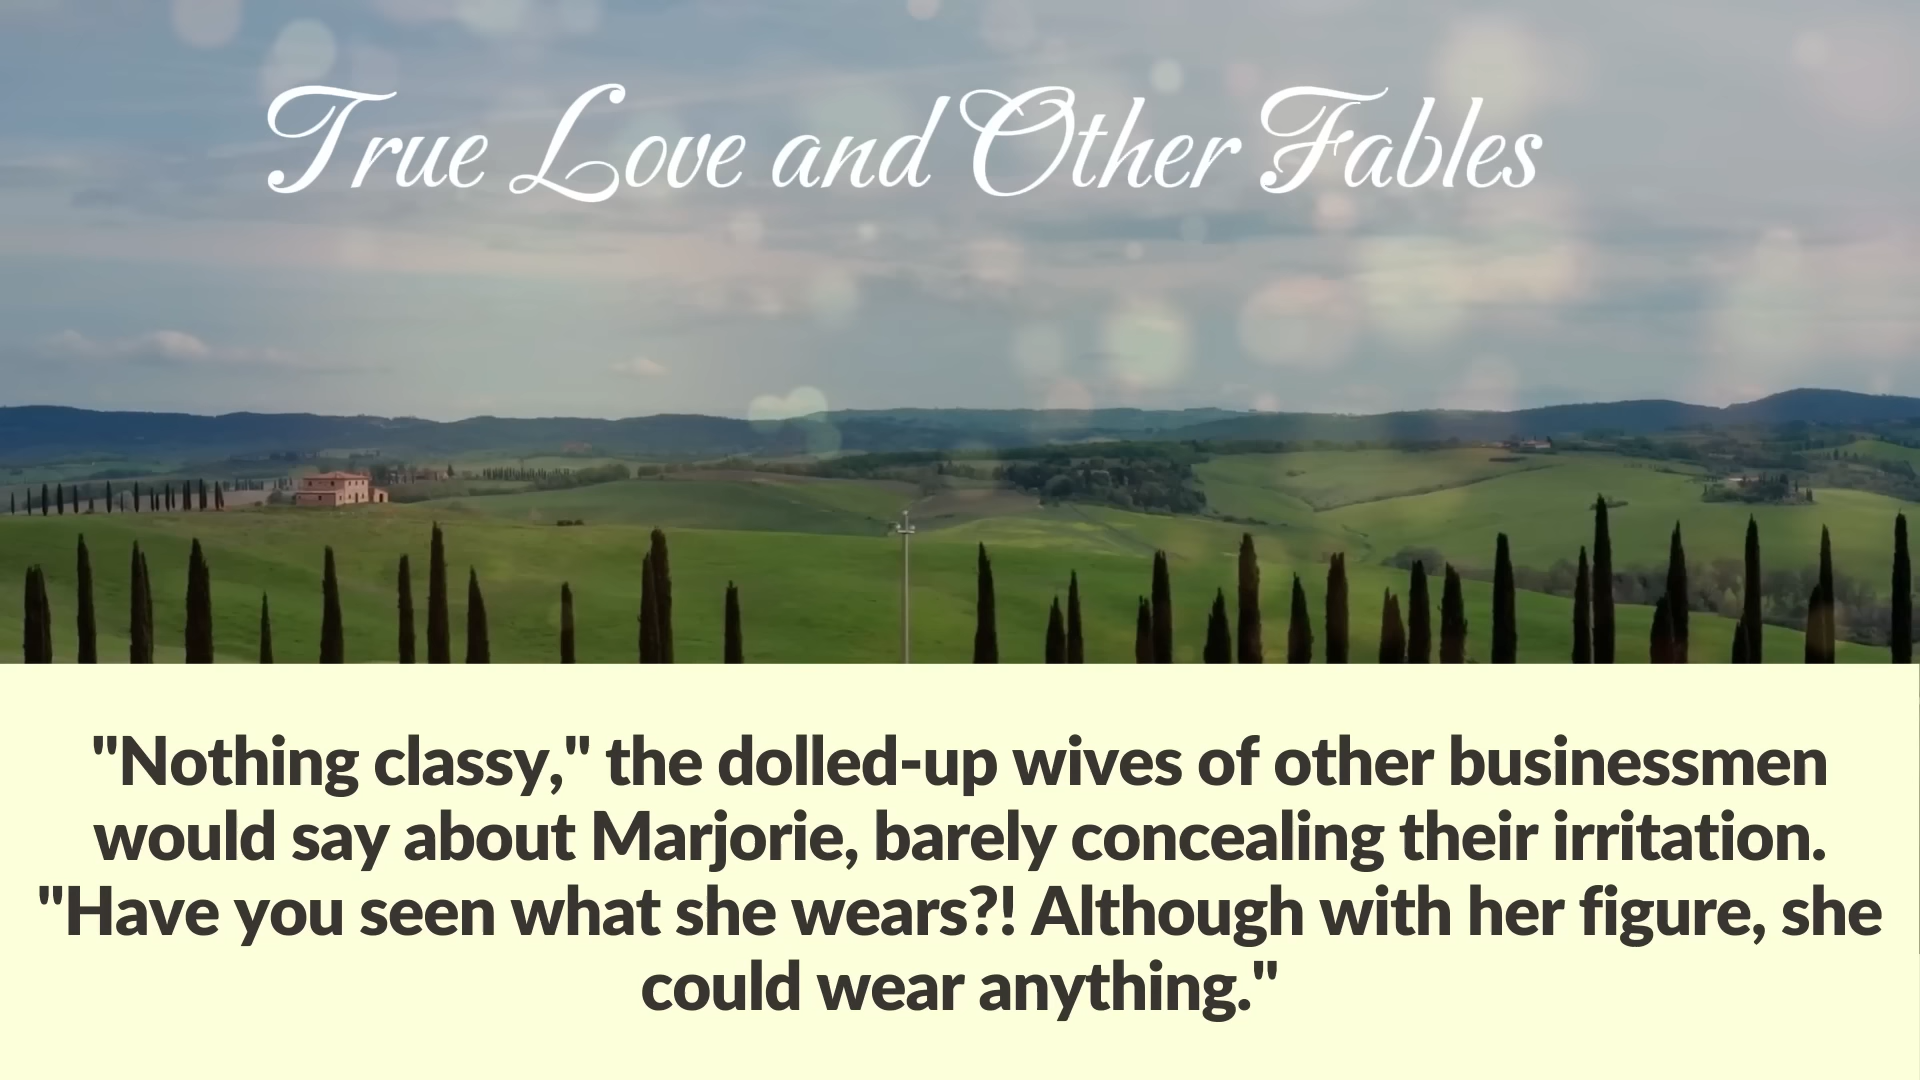 True Love and Other Fables
"Nothing classy," the dolled-up wives of other businessmen
would say about Marjorie, barely concealing their irritation.
"Have you seen what she wears?! Although with her figure, she
could wear anything."